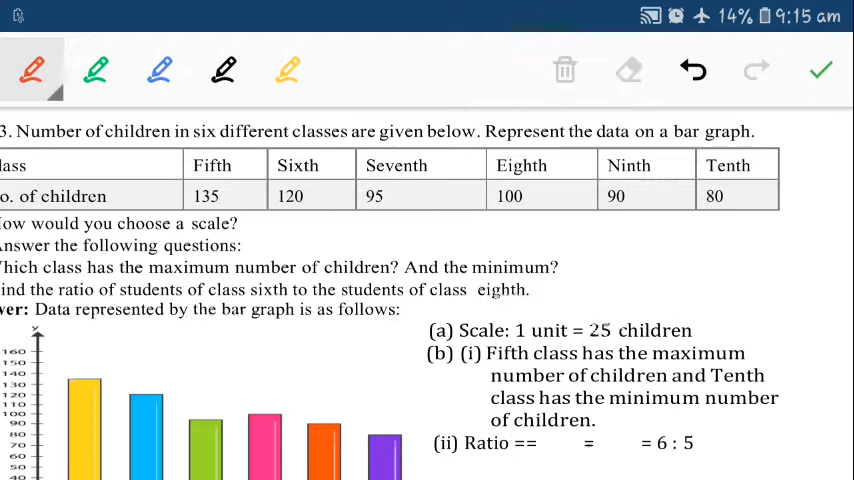 14% 9:15 am
3. Number of children in six different classes are given below. Represent the data on a bar graph.
lass Fifth Sixth Seventh Eighth Ninth Tenth
o. of children 135 120 95 100 90 80
How would you choose a scale?
Answer the following questions:
Which class has the maximum number of children? And the minimum?
ind the ratio of students of class sixth to the students of class eighth.
wer: Data represented by the bar graph is as follows:
(a) Scale: 1 unit = 25 children
(b) (i) Fifth class has the maximum
number of children and Tenth
class has the minimum number
of children.
(ii) Ratio == = = 6 : 5
y
160
150
140
130
120
110
100
90
80
70
60
50
40